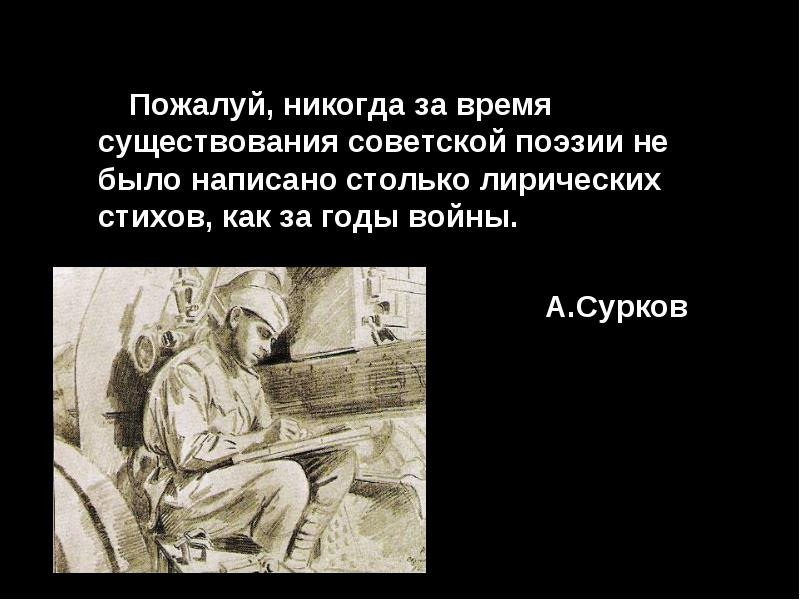 Пожалуй, никогда за время
существования советской поэзии не
было написано столько лирических
стихов, как за годы войны.
А.Сурков